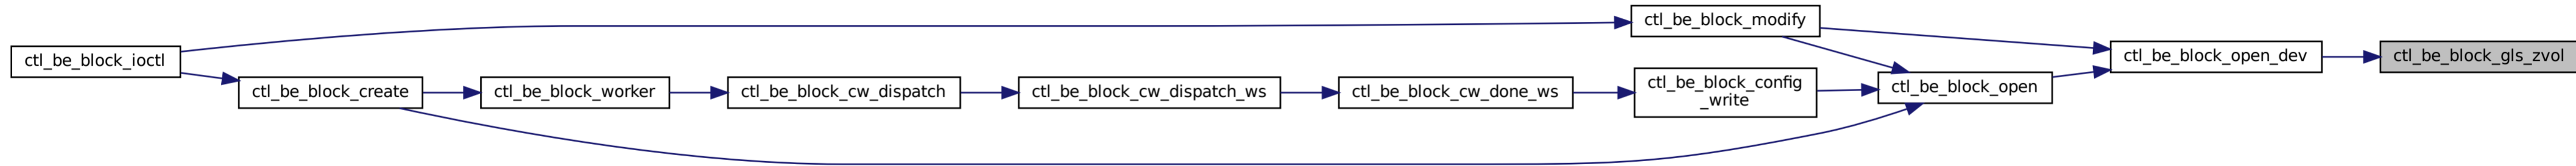 ctl_be_block_ioctl
ctl_be_block_create
ctl_be_block_worker
ctl_be_block_cw_dispatch
ctl_be_block_cw_dispatch_ws
ctl_be_block_cw_done_ws
ctl_be_block_modify
ctl_be_block_config
_write
ctl_be_block_open
ctl_be_block_open_dev
ctl_be_block_gls_zvol